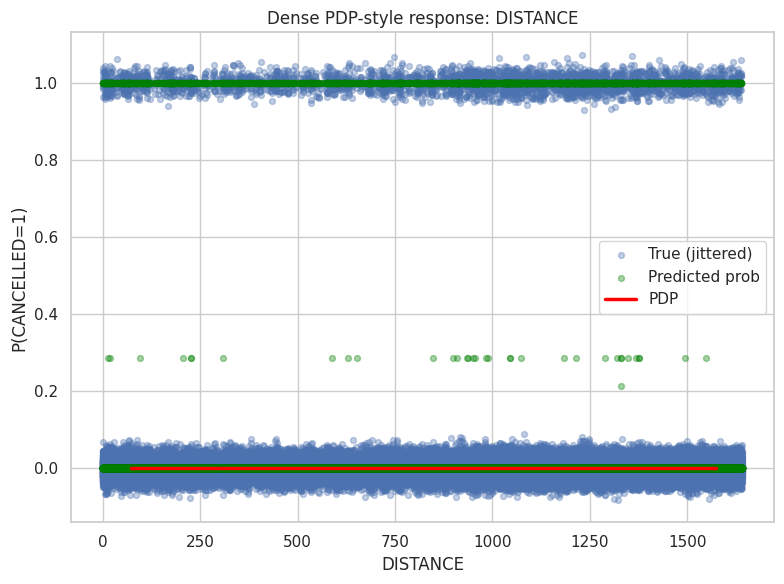 Dense PDP-style response: DISTANCE
P(CANCELLED=1)
1.0
0.8
0.6
0.4
0.2
0.0
True (jittered)
Predicted prob
PDP
0
250
500
750
1000
1250
1500
DISTANCE